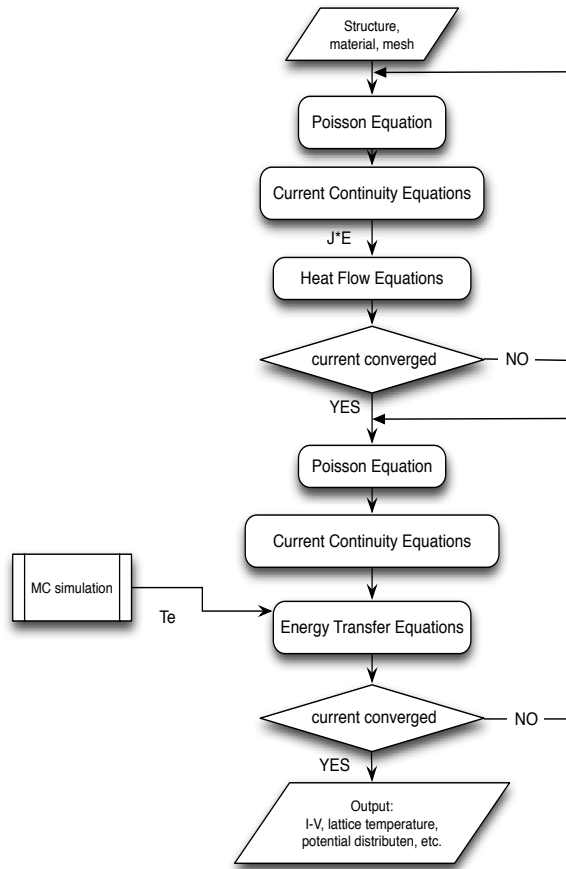 Structure,
material, mesh
Poisson Equation
Current Continuity Equations
J*E
Heat Flow Equations
current converged
NO
YES
Poisson Equation
Current Continuity Equations
MC simulation
Te
Energy Transfer Equations
current converged
NO
YES
Output:
I-V, lattice temperature,
potential distributen, etc.